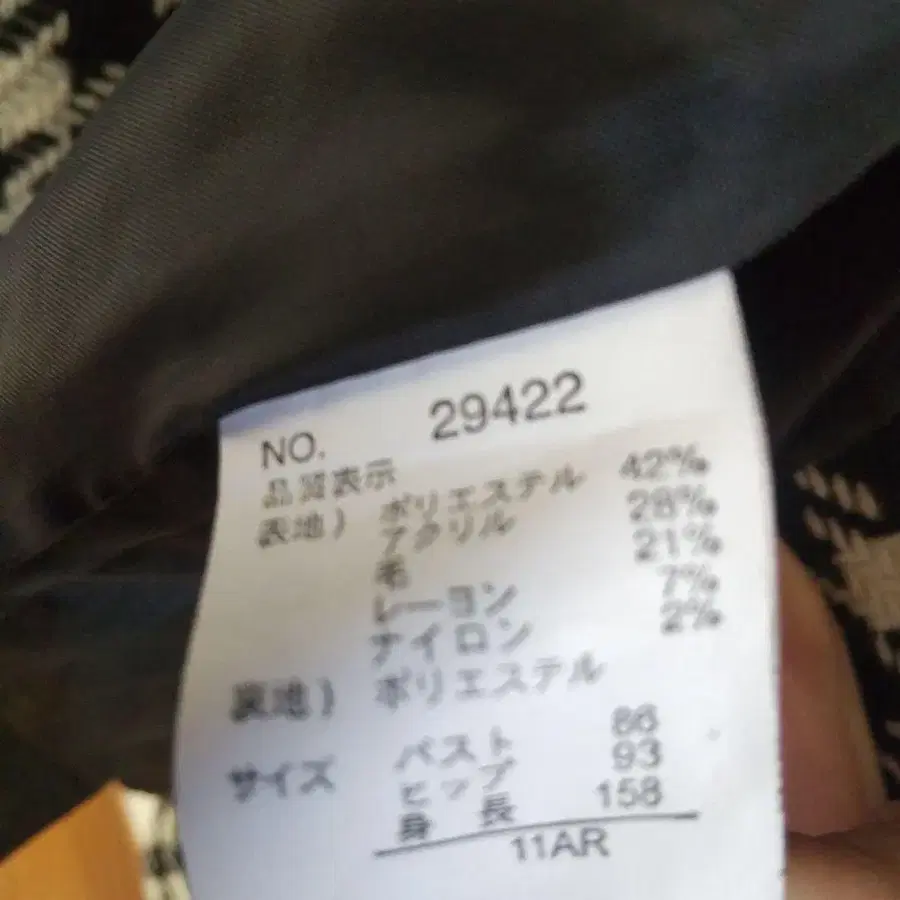 NO. 29422
品質表示
表地) ポリエステル 42%
アクリル 28%
毛 21%
レーヨン 7%
ナイロン 2%
裏地) ポリエステル
サイズ バスト 86
ヒップ 93
身長 158
11AR